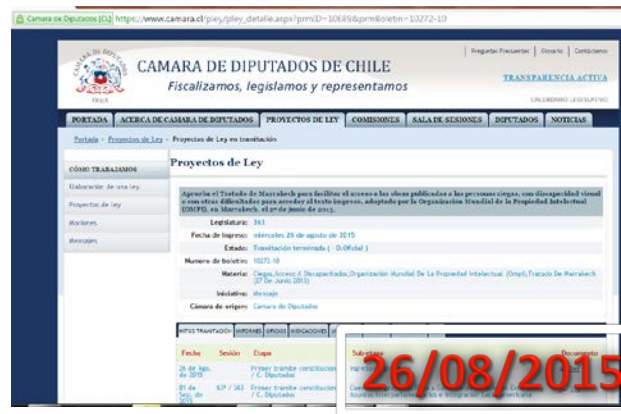 Camara de Diputados [CL] https://www.camara.cl/pley/pley_detalle.aspx?prmID=10689&prmBoletin=10272-10
Preguntas Frecuentes | Glosario | Contáctenos
CAMARA DE DIPUTADOS DE CHILE
TRANSPARENCIA ACTIVA
Fiscalizamos, legislamos y representamos
CALENDARIO LEGISLATIVO
PORTADA ACERCA DE CAMARA DE DIPUTADOS PROYECTOS DE LEY COMISIONES SALA DE SESIONES DIPUTADOS NOTICIAS
Portada - Proyectos de Ley - Proyectos de Ley en tramitación
CÓMO TRABAJAMOS
Elaboración de una ley
Proyectos de ley
Mociones
Mensajes
Proyectos de Ley
Aprueba el Tratado de Marrakech para facilitar el acceso a las obras publicadas a las personas ciegas, con discapacidad visual
o con otras dificultades para acceder al texto impreso, adoptado por la Organización Mundial de la Propiedad Intelectual
(OMPI), en Marrakech, el 27 de junio de 2013.
Legislatura: 363
Fecha de Ingreso: miércoles 26 de agosto de 2015
Estado: Tramitación terminada ( - D.Oficial )
Numero de boletín: 10272-10
Materia: Ciegos,Acceso A Discapacitados,Organización Mundial De La Propiedad Intelectual (Ompi),Tratado De Marrakech
(27 De Junio 2013)
Iniciativa: Mensaje
Cámara de origen: Cámara de Diputados
HITOS TRAMITACIÓN INFORMES OFICIOS INDICACIONES
Fecha Sesión Etapa Sub-etapa Documento
26 de Ago. de 2015 Primer trámite constitucional / C. Diputados
01 de Sep. de 2015 / 363 Primer trámite constitucional / C. Diputados
26/08/2015